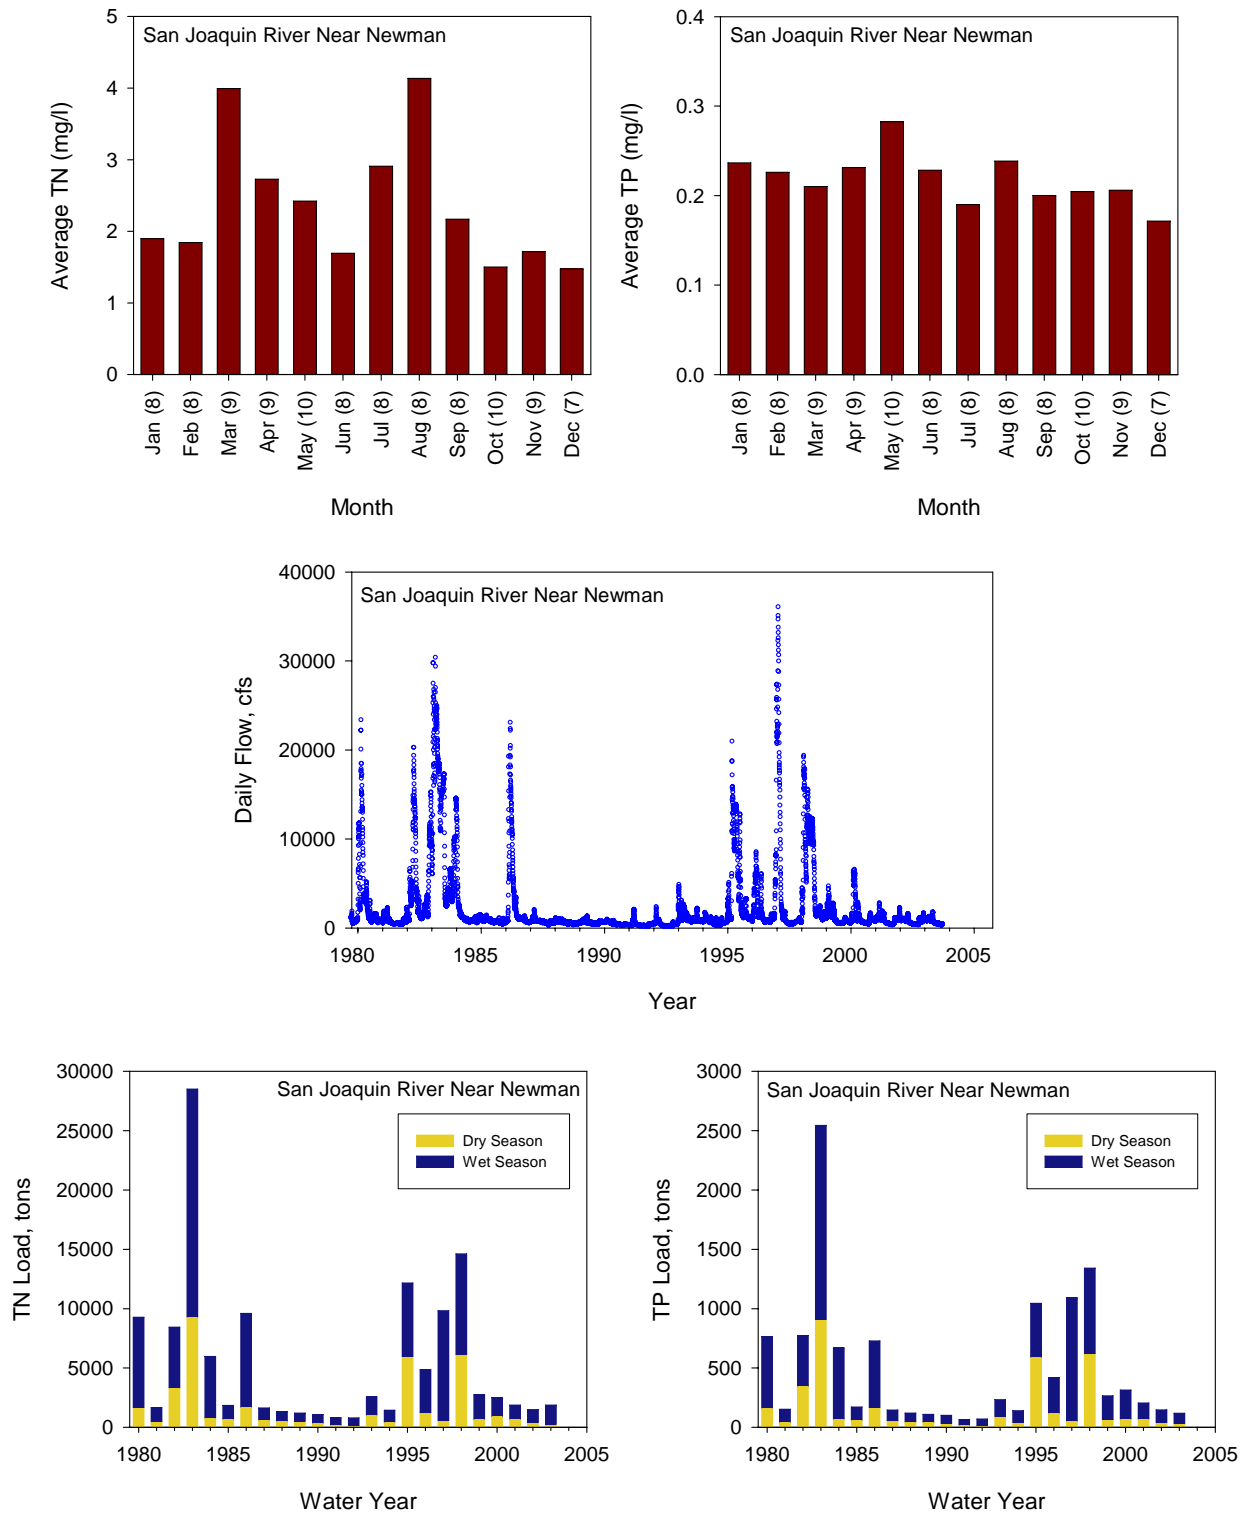 San Joaquin River Near Newman
Average TN (mg/l)
5
4
3
2
1
0
Jan (8)
Feb (8)
Mar (9)
Apr (9)
May (10)
Jun (8)
Jul (8)
Aug (8)
Sep (8)
Oct (10)
Nov (9)
Dec (7)
Month
San Joaquin River Near Newman
Average TP (mg/l)
0.4
0.3
0.2
0.1
0.0
Jan (8)
Feb (8)
Mar (9)
Apr (9)
May (10)
Jun (8)
Jul (8)
Aug (8)
Sep (8)
Oct (10)
Nov (9)
Dec (7)
Month
San Joaquin River Near Newman
Daily Flow, cfs
40000
30000
20000
10000
0
1980 1985 1990 1995 2000 2005
Year
San Joaquin River Near Newman
Dry Season
Wet Season
TN Load, tons
30000
25000
20000
15000
10000
5000
0
1980 1985 1990 1995 2000 2005
Water Year
San Joaquin River Near Newman
Dry Season
Wet Season
TP Load, tons
3000
2500
2000
1500
1000
500
0
1980 1985 1990 1995 2000 2005
Water Year